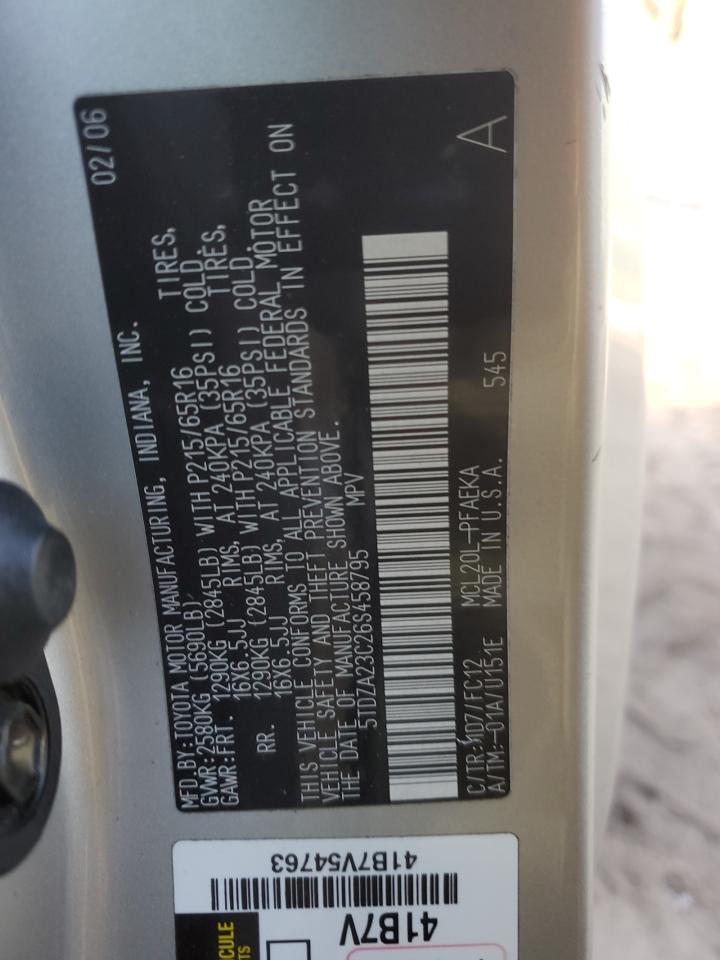 MFD.BY:TOYOTA MOTOR MANUFACTURING, INDIANA, INC. 02/06
GVWR:2580KG (5690LB)
GAWR:FRT. 1290KG (2845LB) WITH P215/65R16 TIRES,
16X6.5JJ RIMS, AT 240KPA (35PSI) COLD.
RR. 1290KG (2845LB) WITH P215/65R16 TIRES,
16X6.5JJ RIMS, AT 240KPA (35PSI) COLD.
THIS VEHICLE CONFORMS TO ALL APPLICABLE FEDERAL MOTOR
VEHICLE SAFETY AND THEFT PREVENTION STANDARDS IN EFFECT ON
THE DATE OF MANUFACTURE SHOWN ABOVE.
5TDZA23C26S458795 MPV
C/TR: /FC12 MCL20L-PFAEKA 545 A
A/TM:-01A/U151E MADE IN U.S.A.
41B7V
41B7V54763
CULE
TS